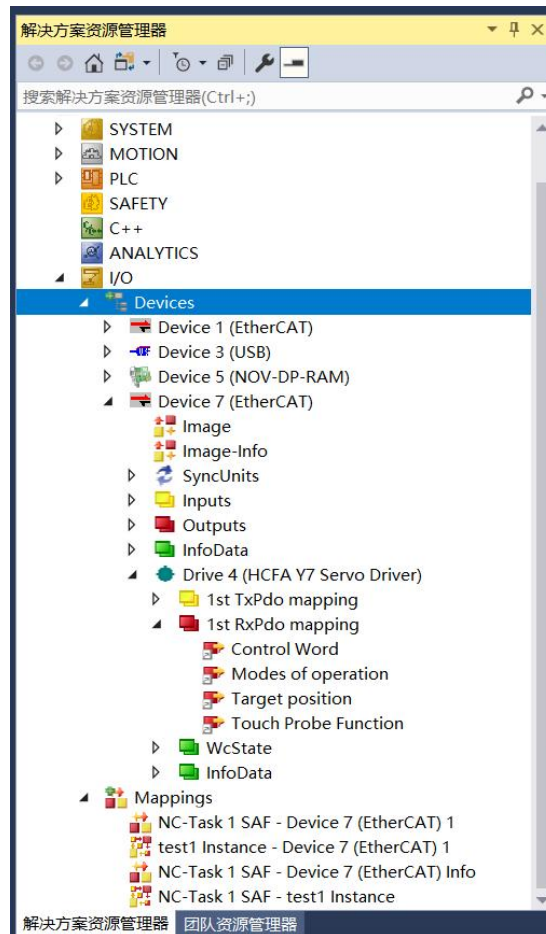 解决方案资源管理器
搜索解决方案资源管理器(Ctrl+;)
SYSTEM
MOTION
PLC
SAFETY
C++
ANALYTICS
I/O
Devices
Device 1 (EtherCAT)
Device 3 (USB)
Device 5 (NOV-DP-RAM)
Device 7 (EtherCAT)
Image
Image-Info
SyncUnits
Inputs
Outputs
InfoData
Drive 4 (HCFA Y7 Servo Driver)
1st TxPdo mapping
1st RxPdo mapping
Control Word
Modes of operation
Target position
Touch Probe Function
WcState
InfoData
Mappings
NC-Task 1 SAF - Device 7 (EtherCAT) 1
test1 Instance - Device 7 (EtherCAT) 1
NC-Task 1 SAF - Device 7 (EtherCAT) Info
NC-Task 1 SAF - test1 Instance
解决方案资源管理器 团队资源管理器